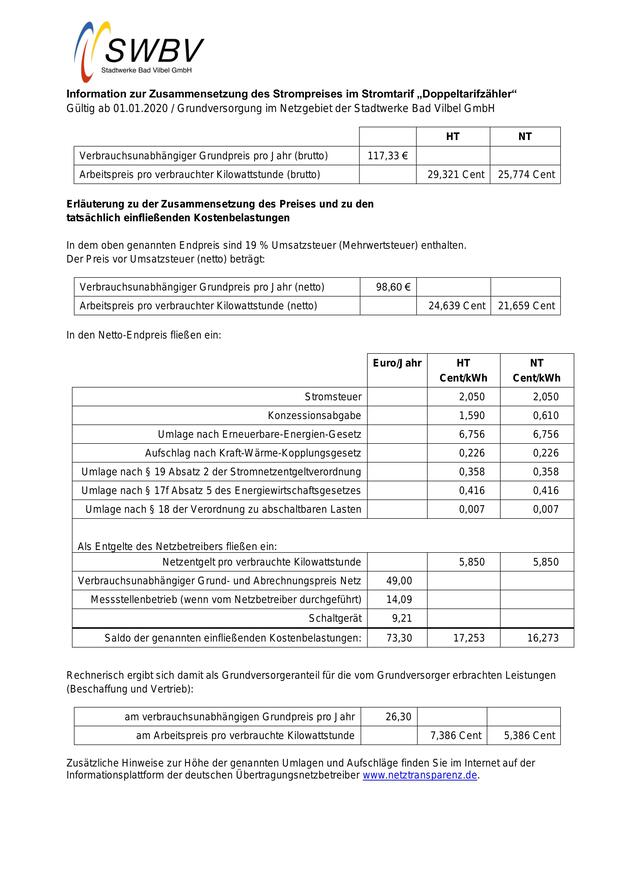 SWBV
Stadtwerke Bad Vilbel GmbH
Information zur Zusammensetzung des Strompreises im Stromtarif „Doppeltarifzähler“
Gültig ab 01.01.2020 / Grundversorgung im Netzgebiet der Stadtwerke Bad Vilbel GmbH
HT NT
Verbrauchsunabhängiger Grundpreis pro Jahr (brutto) 117,33 €
Arbeitspreis pro verbrauchter Kilowattstunde (brutto) 29,321 Cent 25,774 Cent
Erläuterung zu der Zusammensetzung des Preises und zu den
tatsächlich einfließenden Kostenbelastungen
In dem oben genannten Endpreis sind 19 % Umsatzsteuer (Mehrwertsteuer) enthalten.
Der Preis vor Umsatzsteuer (netto) beträgt:
Verbrauchsunabhängiger Grundpreis pro Jahr (netto) 98,60 €
Arbeitspreis pro verbrauchter Kilowattstunde (netto) 24,639 Cent 21,659 Cent
In den Netto-Endpreis fließen ein:
Euro/Jahr HT NT
Cent/kWh Cent/kWh
Stromsteuer 2,050 2,050
Konzessionsabgabe 1,590 0,610
Umlage nach Erneuerbare-Energien-Gesetz 6,756 6,756
Aufschlag nach Kraft-Wärme-Kopplungsgesetz 0,226 0,226
Umlage nach § 19 Absatz 2 der Stromnetzentgeltverordnung 0,358 0,358
Umlage nach § 17f Absatz 5 des Energiewirtschaftsgesetzes 0,416 0,416
Umlage nach § 18 der Verordnung zu abschaltbaren Lasten 0,007 0,007
Als Entgelte des Netzbetreibers fließen ein:
Netzentgelt pro verbrauchte Kilowattstunde 5,850 5,850
Verbrauchsunabhängiger Grund- und Abrechnungspreis Netz 49,00
Messstellenbetrieb (wenn vom Netzbetreiber durchgeführt) 14,09
Schaltgerät 9,21
Saldo der genannten einfließenden Kostenbelastungen: 73,30 17,253 16,273
Rechnerisch ergibt sich damit als Grundversorgeranteil für die vom Grundversorger erbrachten Leistungen
(Beschaffung und Vertrieb):
am verbrauchsunabhängigen Grundpreis pro Jahr 26,30
am Arbeitspreis pro verbrauchte Kilowattstunde 7,386 Cent 5,386 Cent
Zusätzliche Hinweise zur Höhe der genannten Umlagen und Aufschläge finden Sie im Internet auf der
Informationsplattform der deutschen Übertragungsnetzbetreiber www.netztransparenz.de.